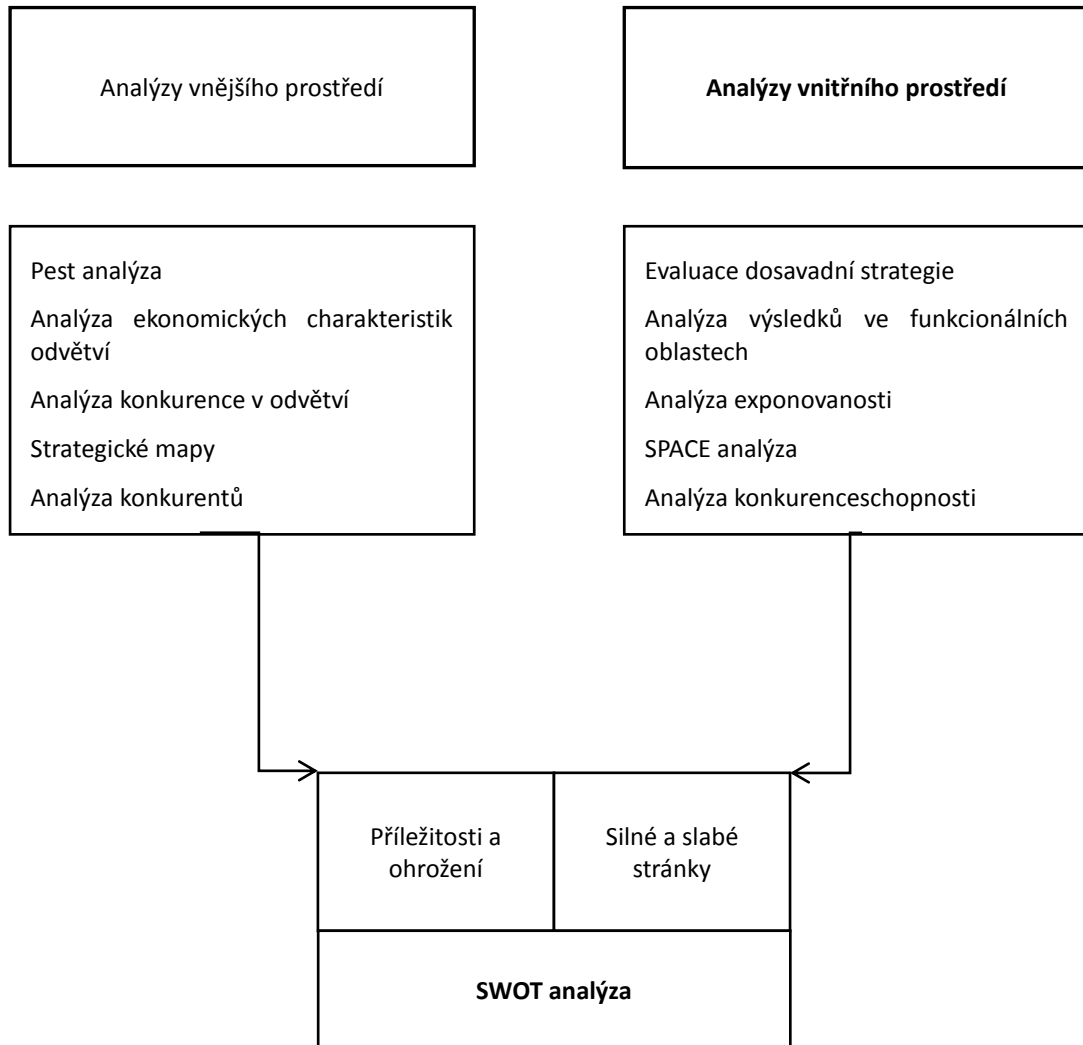 Analýzy vnějšího prostředí
Analýzy vnitřního prostředí
Pest analýza
Analýza ekonomických charakteristik
odvětví
Analýza konkurence v odvětví
Strategické mapy
Analýza konkurentů
Evaluace dosavadní strategie
Analýza výsledků ve funkcionálních
oblastech
Analýza exponovanosti
SPACE analýza
Analýza konkurenceschopnosti
Příležitosti a
ohrožení
Silné a slabé
stránky
SWOT analýza